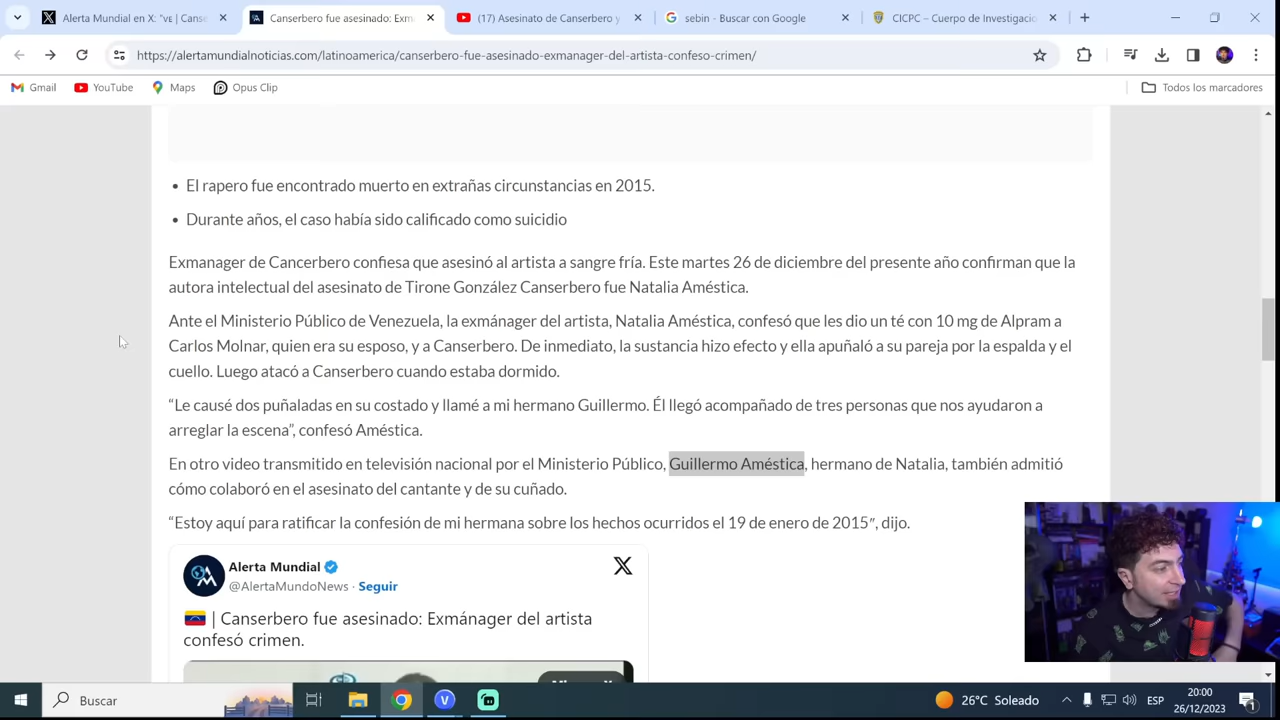 Alerta Mundial en X: "VE | Canse
Canserbero fue asesinado: Exm
(17) Asesinato de Canserbero y
sebin - Buscar con Google
CICPC – Cuerpo de Investigacio
https://alertamundialnoticias.com/latinoamerica/canserbero-fue-asesinado-exmanager-del-artista-confeso-crimen/
Gmail
YouTube
Maps
Opus Clip
Todos los marcadores
• El rapero fue encontrado muerto en extrañas circunstancias en 2015.
• Durante años, el caso había sido calificado como suicidio
Exmanager de Cancerbero confiesa que asesinó al artista a sangre fría. Este martes 26 de diciembre del presente año confirman que la
autora intelectual del asesinato de Tirone González Canserbero fue Natalia Améstica.
Ante el Ministerio Público de Venezuela, la exmánager del artista, Natalia Améstica, confesó que les dio un té con 10 mg de Alpram a
Carlos Molnar, quien era su esposo, y a Canserbero. De inmediato, la sustancia hizo efecto y ella apuñaló a su pareja por la espalda y el
cuello. Luego atacó a Canserbero cuando estaba dormido.
“Le causé dos puñaladas en su costado y llamé a mi hermano Guillermo. Él llegó acompañado de tres personas que nos ayudaron a
arreglar la escena”, confesó Améstica.
En otro video transmitido en televisión nacional por el Ministerio Público, Guillermo Améstica, hermano de Natalia, también admitió
cómo colaboró en el asesinato del cantante y de su cuñado.
“Estoy aquí para ratificar la confesión de mi hermana sobre los hechos ocurridos el 19 de enero de 2015″, dijo.
Alerta Mundial
@AlertaMundoNews · Seguir
| Canserbero fue asesinado: Exmánager del artista
confesó crimen.
Buscar
26°C Soleado
ESP
20:00
26/12/2023
1